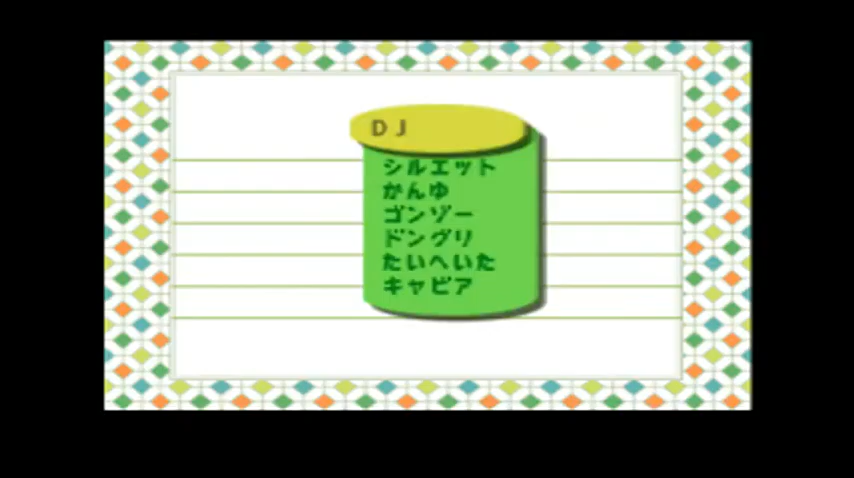 DJ
シルエット
かんゆ
ゴンゾー
ドングリ
たいへいた
キャビア